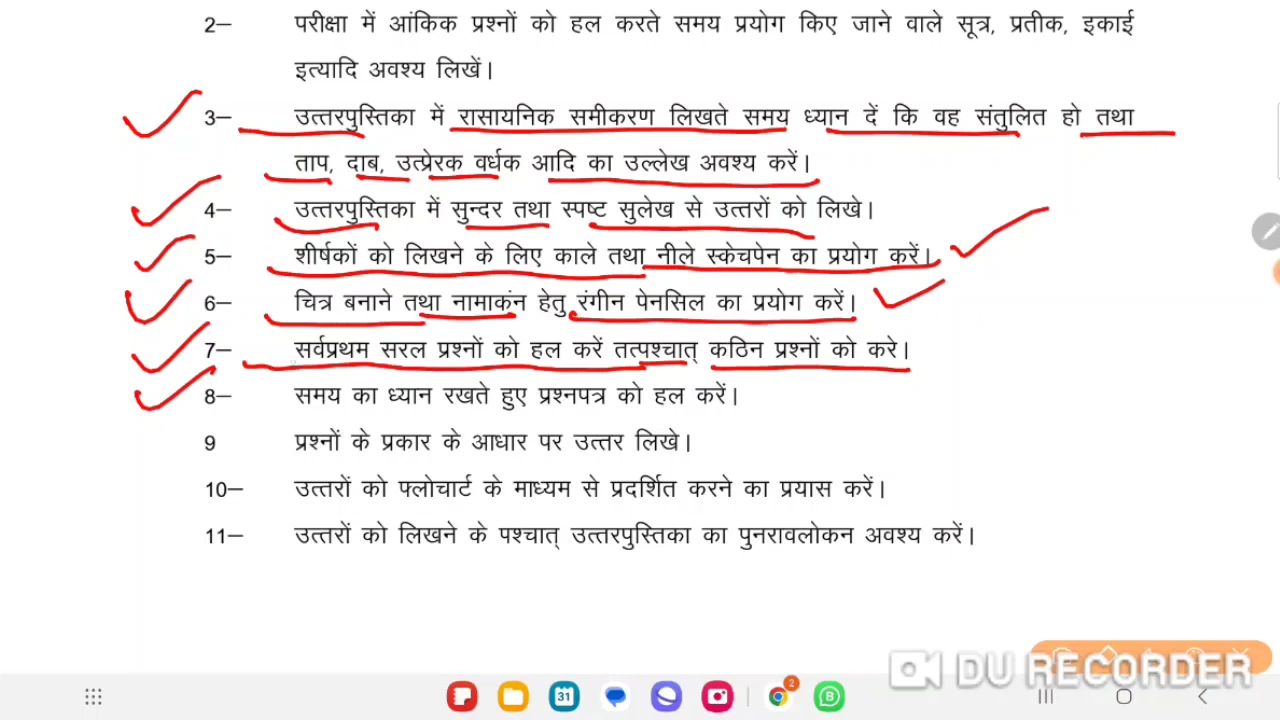 2– परीक्षा में आंकिक प्रश्नों को हल करते समय प्रयोग किए जाने वाले सूत्र, प्रतीक, इकाई
इत्यादि अवश्य लिखें।
3– उत्तरपुस्तिका में रासायनिक समीकरण लिखते समय ध्यान दें कि वह संतुलित हो तथा
ताप, दाब, उत्प्रेरक वर्धक आदि का उल्लेख अवश्य करें।
4– उत्तरपुस्तिका में सुन्दर तथा स्पष्ट सुलेख से उत्तरों को लिखे।
5– शीर्षकों को लिखने के लिए काले तथा नीले स्केचपेन का प्रयोग करें।
6– चित्र बनाने तथा नामाकंन हेतु रंगीन पेनसिल का प्रयोग करें।
7– सर्वप्रथम सरल प्रश्नों को हल करें तत्पश्चात् कठिन प्रश्नों को करे।
8– समय का ध्यान रखते हुए प्रश्नपत्र को हल करें।
9 प्रश्नों के प्रकार के आधार पर उत्तर लिखे।
10– उत्तरों को फ्लोचार्ट के माध्यम से प्रदर्शित करने का प्रयास करें।
11– उत्तरों को लिखने के पश्चात् उत्तरपुस्तिका का पुनरावलोकन अवश्य करें।
DU RECORDER
31
2